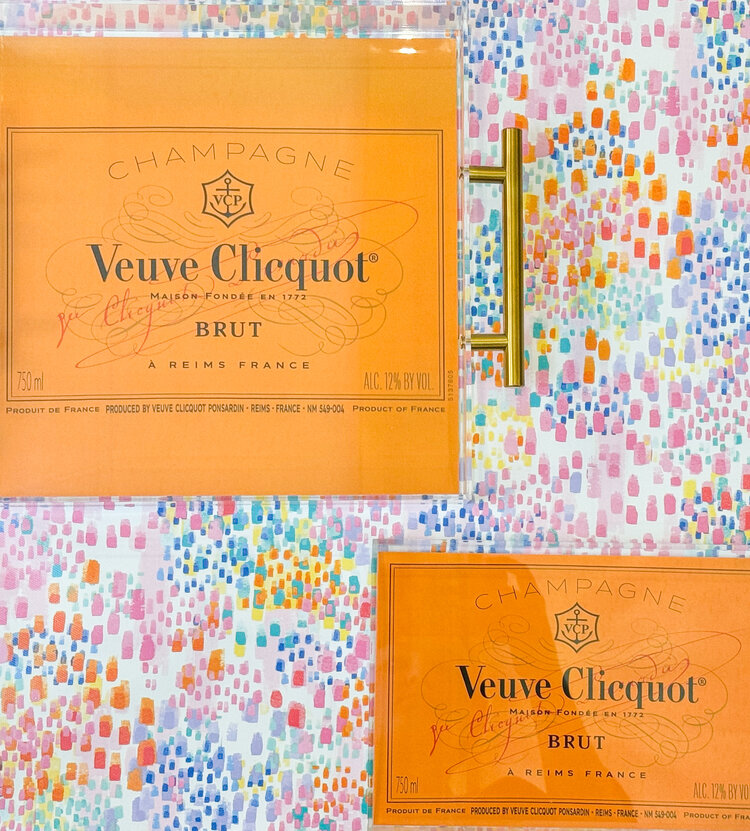 CHAMPAGNE
VCP
Veuve Clicquot®
MAISON FONDÉE EN 1772
BRUT
À REIMS FRANCE
750 ml ALC. 12% BY VOL.
5137805
PRODUIT DE FRANCE PRODUCED BY VEUVE CLICQUOT PONSARDIN - REIMS - FRANCE - NM 549-004 PRODUCT OF FRANCE
CHAMPAGNE
VCP
Veuve Clicquot®
MAISON FONDÉE EN 1772
BRUT
À REIMS FRANCE
750 ml ALC. 12% BY VO
PRODUIT DE FRANCE PRODUCED BY VEUVE CLICQUOT PONSARDIN - REIMS - FRANCE - NM 549-004 PRODUCT OF FRAN